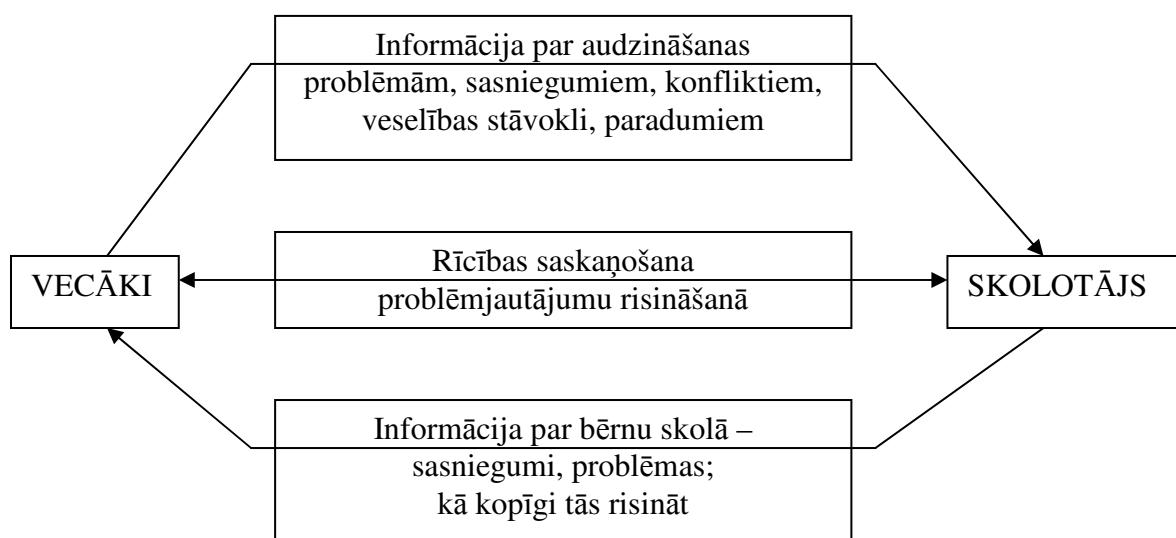 Informācija par audzināšanas
problēmām, sasniegumiem, konfliktiem,
veselības stāvokli, paradumiem
VECĀKI
Rīcības saskaņošana
problēmjautājumu risināšanā
SKOLOTĀJS
Informācija par bērnu skolā –
sasniegumi, problēmas;
kā kopīgi tās risināt